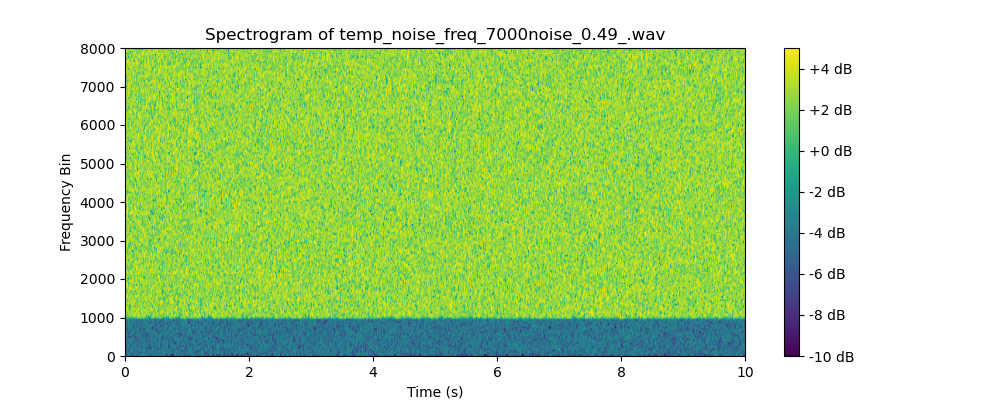 Spectrogram of temp_noise_freq_7000noise_0.49_.wav
8000
7000
6000
5000
4000
3000
2000
1000
0
Frequency Bin
0 2 4 6 8 10
Time (s)
+4 dB
+2 dB
+0 dB
-2 dB
-4 dB
-6 dB
-8 dB
-10 dB